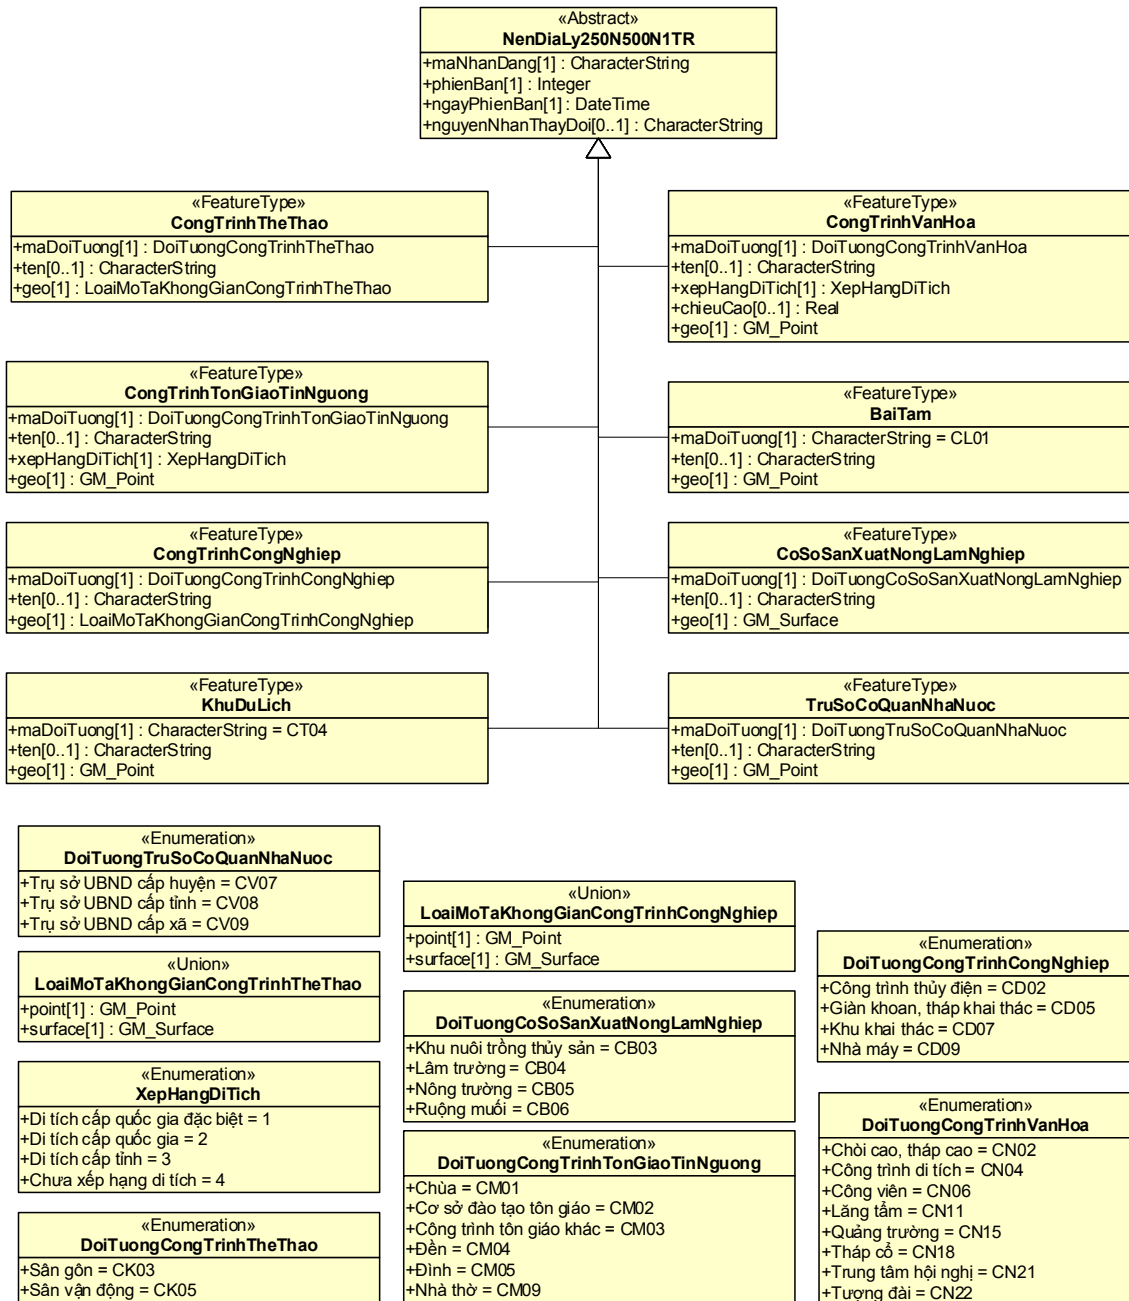 «Abstract»
NenDiaLy250N500N1TR
+maNhanDang[1] : CharacterString
+phienBan[1] : Integer
+ngayPhienBan[1] : DateTime
+nguyenNhanThayDoi[0..1] : CharacterString
«FeatureType»
CongTrinhTheThao
+maDoiTuong[1] : DoiTuongCongTrinhTheThao
+ten[0..1] : CharacterString
+geo[1] : LoaiMoTaKhongGianCongTrinhTheThao
«FeatureType»
CongTrinhVanHoa
+maDoiTuong[1] : DoiTuongCongTrinhVanHoa
+ten[0..1] : CharacterString
+xepHangDiTich[1] : XepHangDiTich
+chieuCao[0..1] : Real
+geo[1] : GM_Point
«FeatureType»
CongTrinhTonGiaoTinNguong
+maDoiTuong[1] : DoiTuongCongTrinhTonGiaoTinNguong
+ten[0..1] : CharacterString
+xepHangDiTich[1] : XepHangDiTich
+geo[1] : GM_Point
«FeatureType»
BaiTam
+maDoiTuong[1] : CharacterString = CL01
+ten[0..1] : CharacterString
+geo[1] : GM_Point
«FeatureType»
CongTrinhCongNghiep
+maDoiTuong[1] : DoiTuongCongTrinhCongNghiep
+ten[0..1] : CharacterString
+geo[1] : LoaiMoTaKhongGianCongTrinhCongNghiep
«FeatureType»
CoSoSanXuatNongLamNghiep
+maDoiTuong[1] : DoiTuongCoSoSanXuatNongLamNghiep
+ten[0..1] : CharacterString
+geo[1] : GM_Surface
«FeatureType»
KhuDuLich
+maDoiTuong[1] : CharacterString = CT04
+ten[0..1] : CharacterString
+geo[1] : GM_Point
«FeatureType»
TruSoCoQuanNhaNuoc
+maDoiTuong[1] : DoiTuongTruSoCoQuanNhaNuoc
+ten[0..1] : CharacterString
+geo[1] : GM_Point
«Enumeration»
DoiTuongTruSoCoQuanNhaNuoc
+Trụ sở UBND cấp huyện = CV07
+Trụ sở UBND cấp tỉnh = CV08
+Trụ sở UBND cấp xã = CV09
«Union»
LoaiMoTaKhongGianCongTrinhTheThao
+point[1] : GM_Point
+surface[1] : GM_Surface
«Enumeration»
XepHangDiTich
+Di tích cấp quốc gia đặc biệt = 1
+Di tích cấp quốc gia = 2
+Di tích cấp tỉnh = 3
+Chưa xếp hạng di tích = 4
«Enumeration»
DoiTuongCongTrinhTheThao
+Sân gôn = CK03
+Sân vận động = CK05
«Union»
LoaiMoTaKhongGianCongTrinhCongNghiep
+point[1] : GM_Point
+surface[1] : GM_Surface
«Enumeration»
DoiTuongCoSoSanXuatNongLamNghiep
+Khu nuôi trồng thủy sản = CB03
+Lâm trường = CB04
+Nông trường = CB05
+Ruộng muối = CB06
«Enumeration»
DoiTuongCongTrinhTonGiaoTinNguong
+Chùa = CM01
+Cơ sở đào tạo tôn giáo = CM02
+Công trình tôn giáo khác = CM03
+Đền = CM04
+Đình = CM05
+Nhà thờ = CM09
«Enumeration»
DoiTuongCongTrinhCongNghiep
+Công trình thủy điện = CD02
+Giàn khoan, tháp khai thác = CD05
+Khu khai thác = CD07
+Nhà máy = CD09
«Enumeration»
DoiTuongCongTrinhVanHoa
+Chòi cao, tháp cao = CN02
+Công trình di tích = CN04
+Công viên = CN06
+Lăng tẩm = CN11
+Quảng trường = CN15
+Tháp cổ = CN18
+Trung tâm hội nghị = CN21
+Tượng đài = CN22